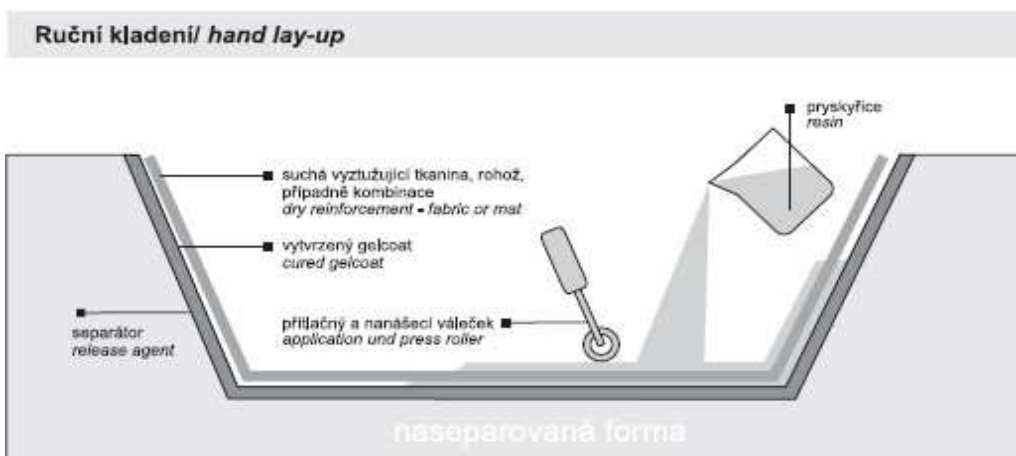 Ruční kladení/ hand lay-up
pryskyřice
resin
suchá vyztužující tkanina, rohož,
případně kombinace
dry reinforcement - fabric or mat
vytvrzený gelcoat
cured gelcoat
separátor
release agent
přítlačný a nanášecí váleček
application und press roller
naseparovaná forma